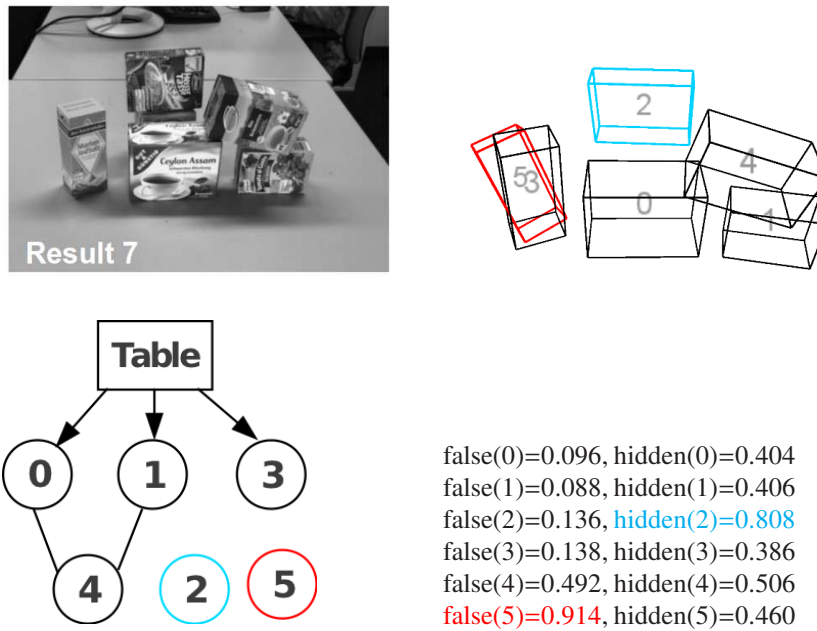 Ceylon Assam
Result 7
2
5
3
4
0
1
Table
0
1
3
4
2
5
false(0)=0.096, hidden(0)=0.404
false(1)=0.088, hidden(1)=0.406
false(2)=0.136, hidden(2)=0.808
false(3)=0.138, hidden(3)=0.386
false(4)=0.492, hidden(4)=0.506
false(5)=0.914, hidden(5)=0.460